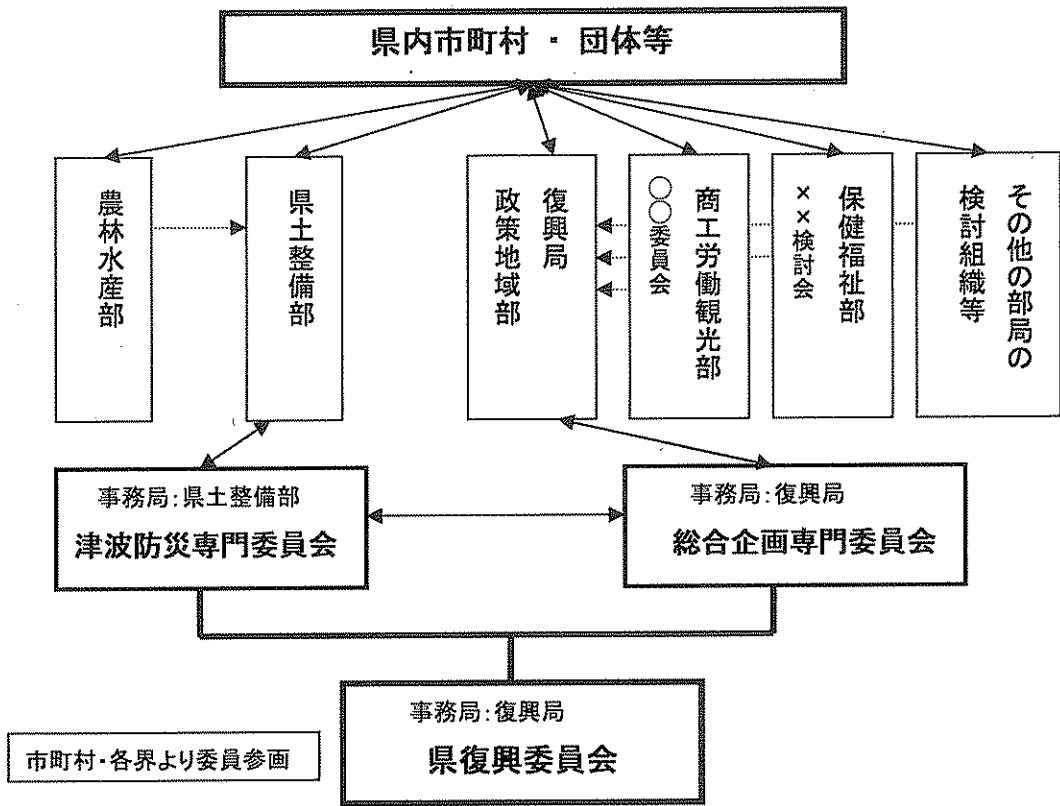 県内市町村 ・ 団体等
農林水産部
県土整備部
復興局
政策地域部
商工労働観光部
○○委員会
保健福祉部
××検討会
その他の部局の
検討組織等
事務局:県土整備部
津波防災専門委員会
事務局:復興局
総合企画専門委員会
事務局:復興局
県復興委員会
市町村・各界より委員参画